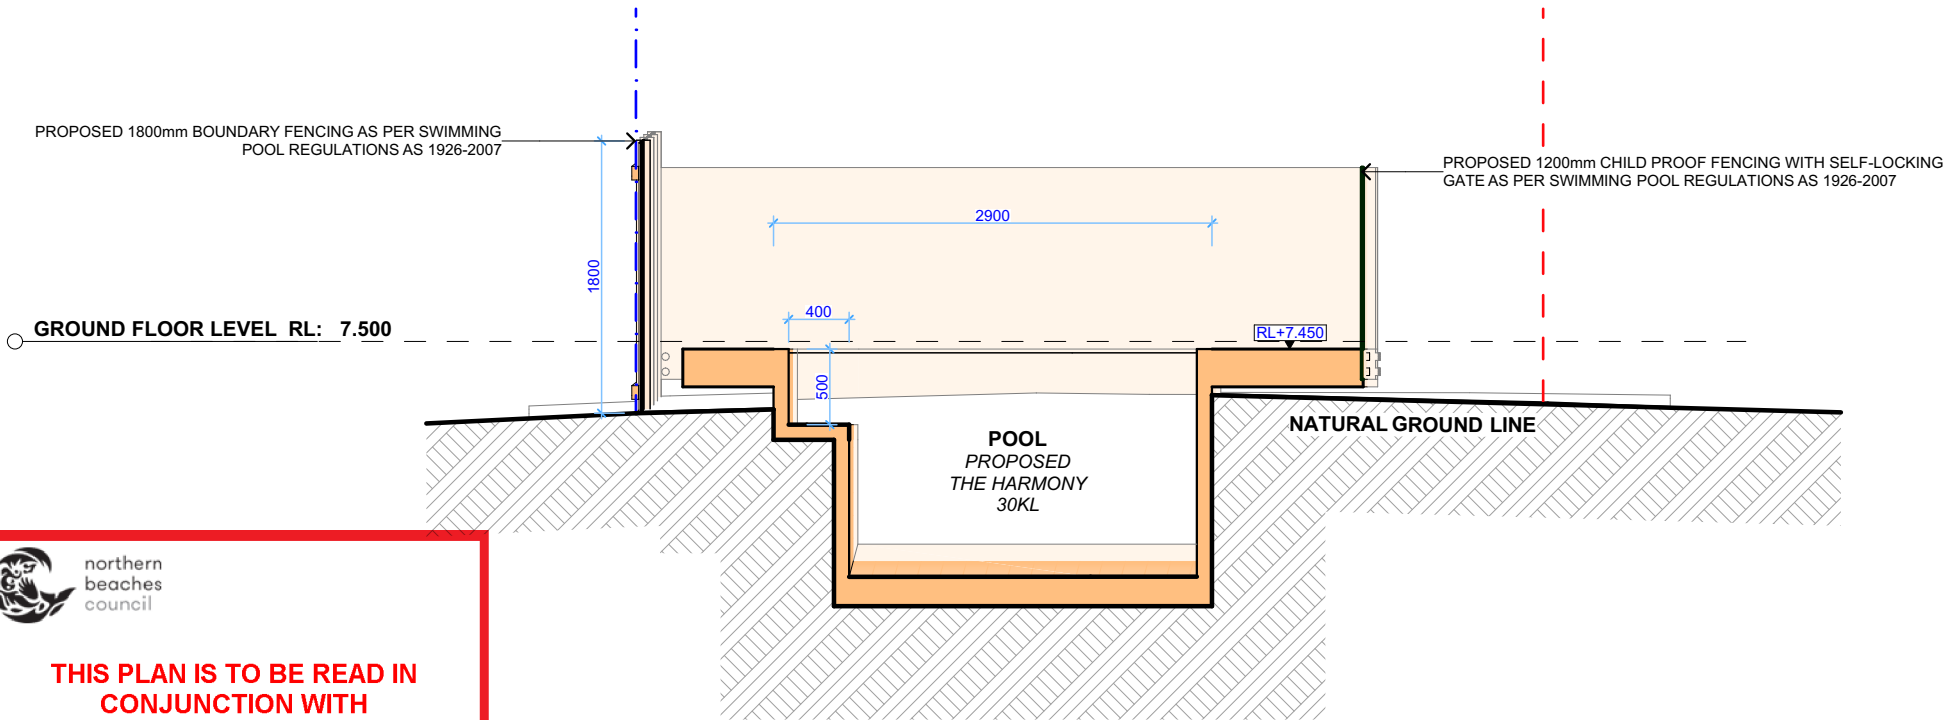 PROPOSED 1800mm BOUNDARY FENCING AS PER SWIMMING
POOL REGULATIONS AS 1926-2007
PROPOSED 1200mm CHILD PROOF FENCING WITH SELF-LOCKING
GATE AS PER SWIMMING POOL REGULATIONS AS 1926-2007
2900
1800
400
GROUND FLOOR LEVEL RL: 7.500
RL+7.450
500
NATURAL GROUND LINE
POOL
PROPOSED
THE HARMONY
30KL
northern
beaches
council
THIS PLAN IS TO BE READ IN
CONJUNCTION WITH